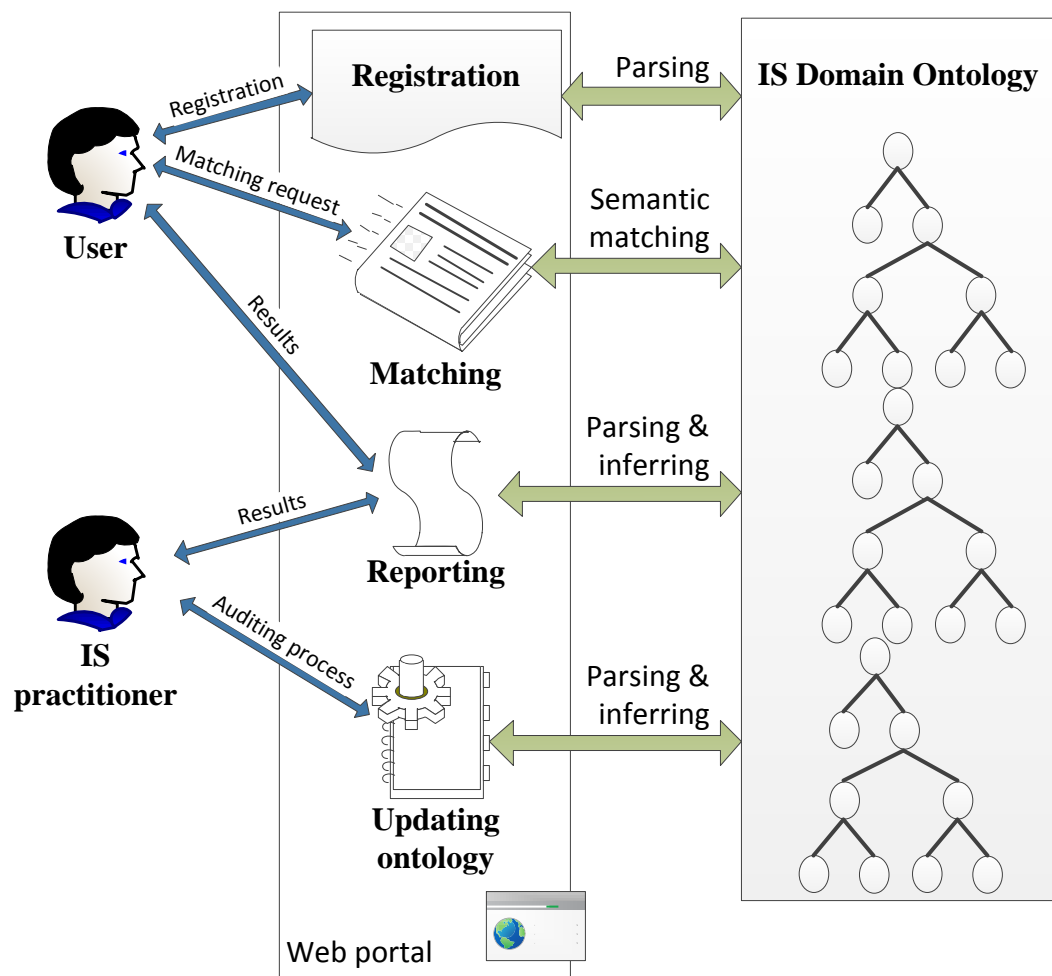 Registration
Parsing
IS Domain Ontology
Registration
Matching request
User
Semantic
matching
Results
Matching
Parsing &
inferring
Results
Reporting
Auditing process
IS
practitioner
Parsing &
inferring
Updating
ontology
Web portal